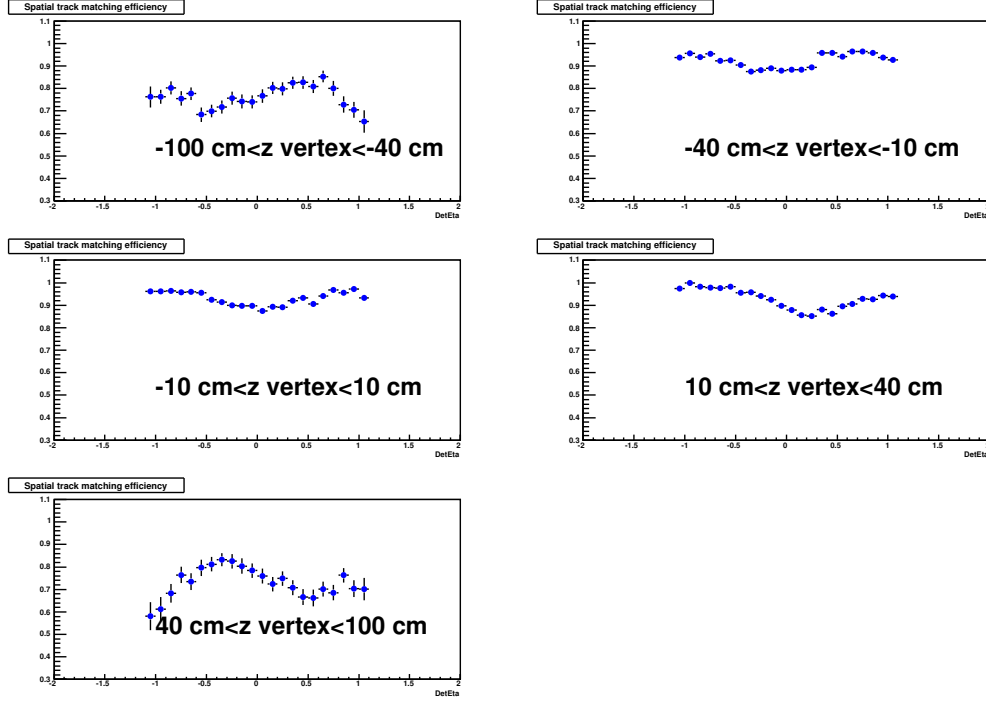 Spatial track matching efficiency
1.1
1
0.9
0.8
0.7
0.6
0.5
0.4
0.3
-100 cm<z vertex<-40 cm
-2 -1.5 -1 -0.5 0 0.5 1 1.5 2
DetEta
Spatial track matching efficiency
1.1
1
0.9
0.8
0.7
0.6
0.5
0.4
0.3
-40 cm<z vertex<-10 cm
-2 -1.5 -1 -0.5 0 0.5 1 1.5
DetEta
Spatial track matching efficiency
1.1
1
0.9
0.8
0.7
0.6
0.5
0.4
0.3
-10 cm<z vertex<10 cm
-2 -1.5 -1 -0.5 0 0.5 1 1.5 2
DetEta
Spatial track matching efficiency
1.1
1
0.9
0.8
0.7
0.6
0.5
0.4
0.3
10 cm<z vertex<40 cm
-2 -1.5 -1 -0.5 0 0.5 1 1.5
DetEta
Spatial track matching efficiency
1.1
1
0.9
0.8
0.7
0.6
0.5
0.4
0.3
40 cm<z vertex<100 cm
-2 -1.5 -1 -0.5 0 0.5 1 1.5 2
DetEta